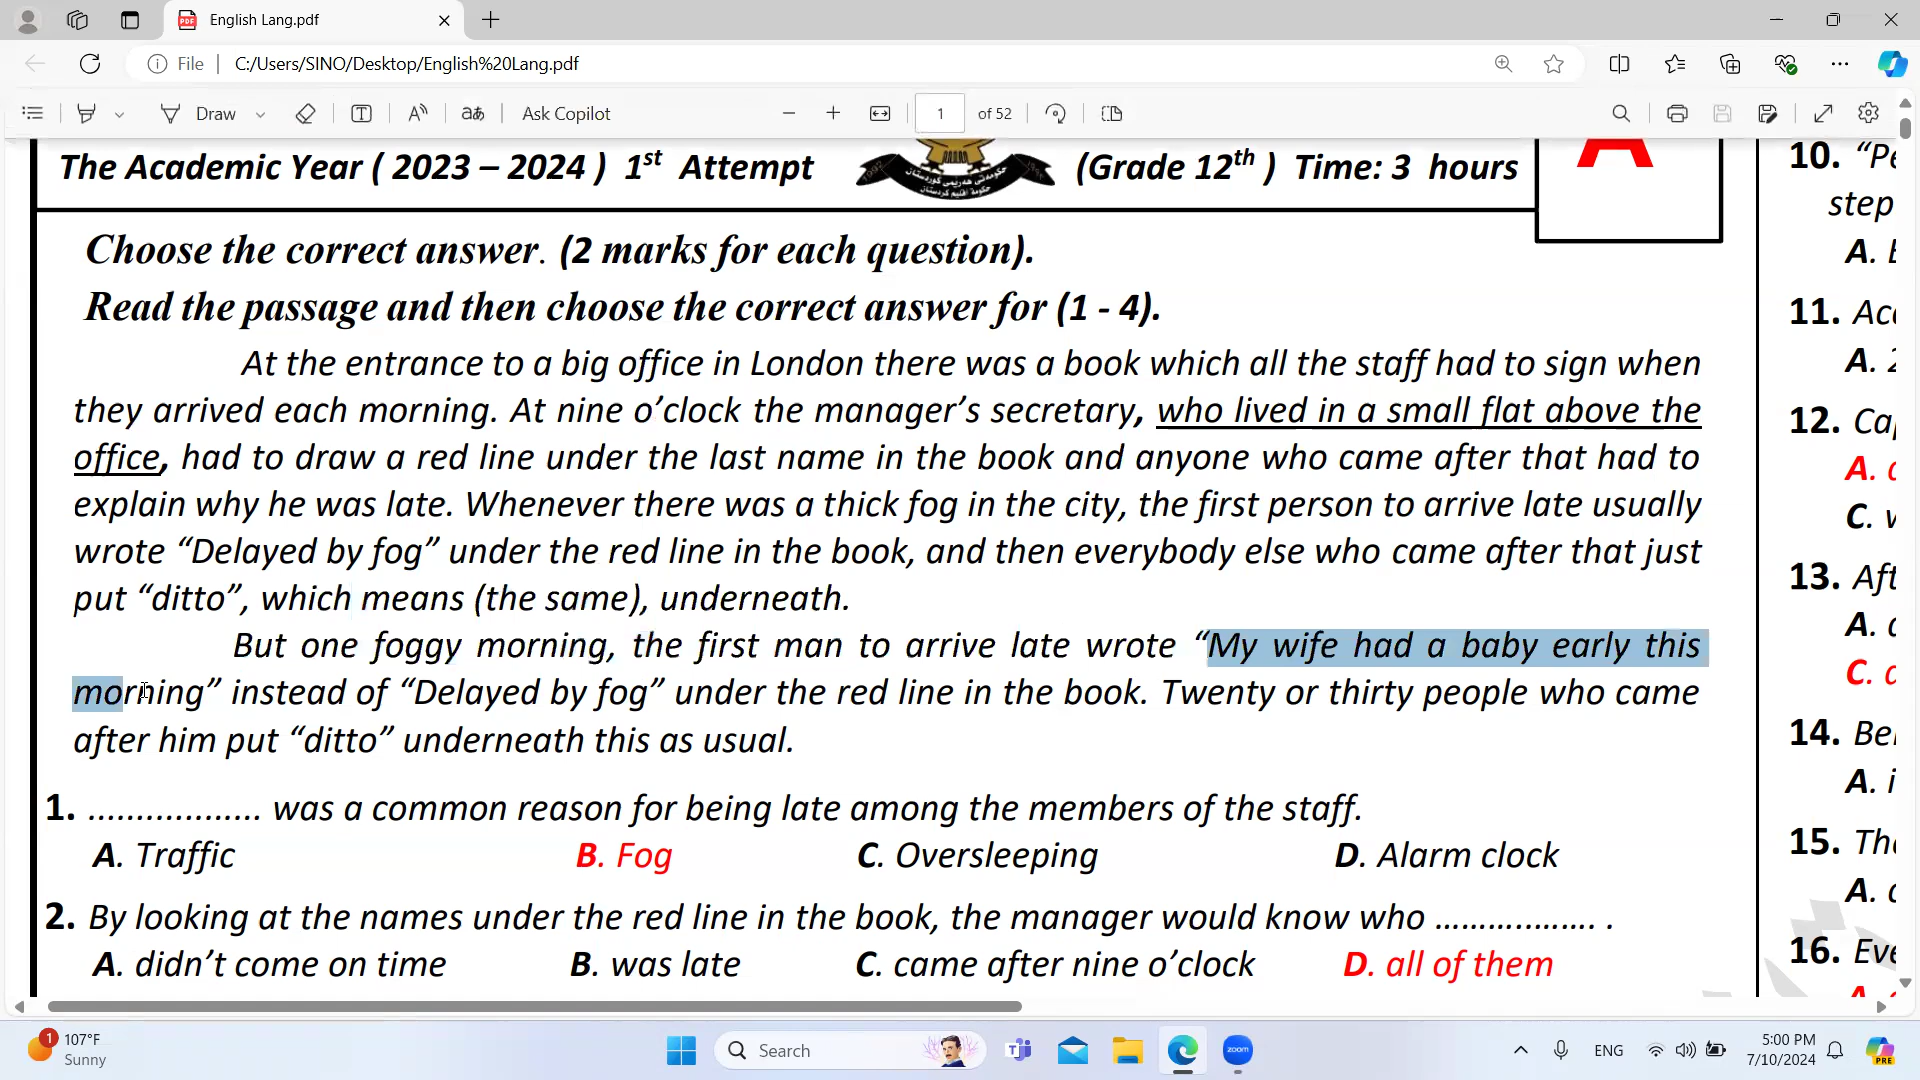 English Lang.pdf
File
C:/Users/SINO/Desktop/English%20Lang.pdf
Draw
aあ
Ask Copilot
1 of 52
The Academic Year ( 2023 – 2024 ) 1st Attempt
(Grade 12th ) Time: 3 hours
A
Choose the correct answer. (2 marks for each question).
Read the passage and then choose the correct answer for (1 - 4).
At the entrance to a big office in London there was a book which all the staff had to sign when
they arrived each morning. At nine o’clock the manager’s secretary, who lived in a small flat above the
office, had to draw a red line under the last name in the book and anyone who came after that had to
explain why he was late. Whenever there was a thick fog in the city, the first person to arrive late usually
wrote “Delayed by fog” under the red line in the book, and then everybody else who came after that just
put “ditto”, which means (the same), underneath.
But one foggy morning, the first man to arrive late wrote “My wife had a baby early this
morning” instead of “Delayed by fog” under the red line in the book. Twenty or thirty people who came
after him put “ditto” underneath this as usual.
1. .................. was a common reason for being late among the members of the staff.
A. Traffic B. Fog C. Oversleeping D. Alarm clock
2. By looking at the names under the red line in the book, the manager would know who .................. .
A. didn’t come on time B. was late C. came after nine o’clock D. all of them
10.
step
A.
11.
A. 2
12.
A.
C.
13. Aft
A.
C.
14.
A. i
15.
A.
16.
A.
1
107°F
Sunny
Search
zoom
ENG
5:00 PM
7/10/2024
PRE